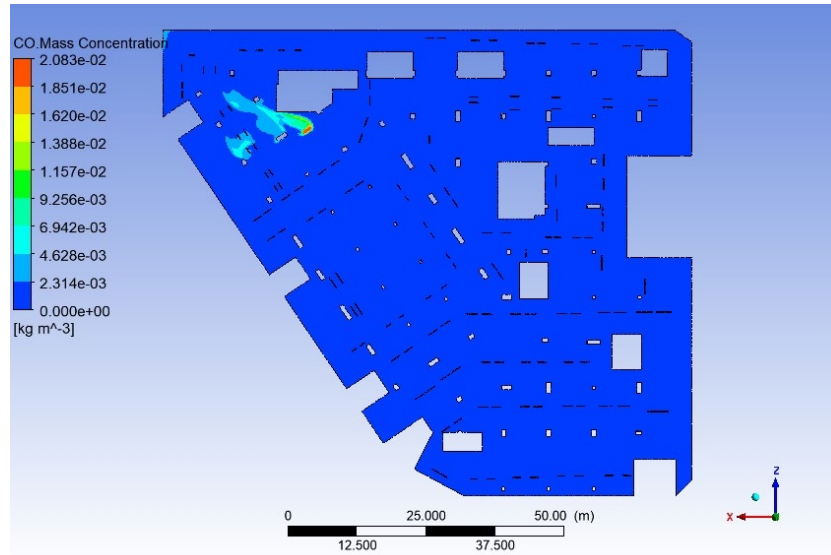 CO.Mass Concentration
2.083e-02
1.851e-02
1.620e-02
1.388e-02
1.157e-02
9.256e-03
6.942e-03
4.628e-03
2.314e-03
0.000e+00
[kg m^-3]
0 25.000 50.00 (m)
12.500 37.500
Z
X